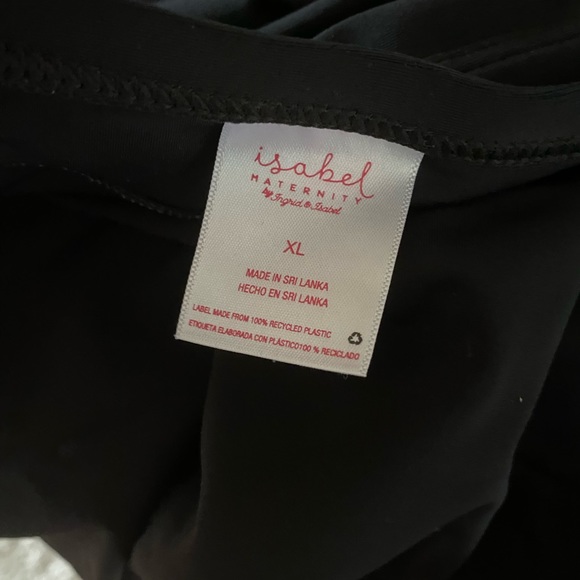 isabel
MATERNITY
by Ingrid & Isabel
XL
MADE IN SRI LANKA
HECHO EN SRI LANKA
LABEL MADE FROM 100% RECYCLED PLASTIC
ETIQUETA ELABORADA CON PLÁSTICO100 % RECICLADO